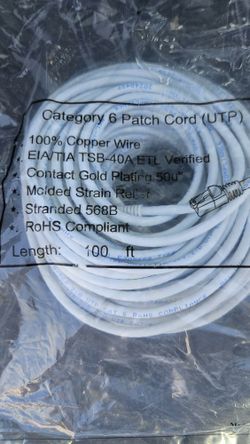 Category 6 Patch Cord (UTP)
100% Copper Wire
EIA/TIA TSB-40A ETL Verified
Contact Gold Plating 50u"
Molded Strain Relief
Stranded 568B
RoHS Compliant
Length: 100 ft